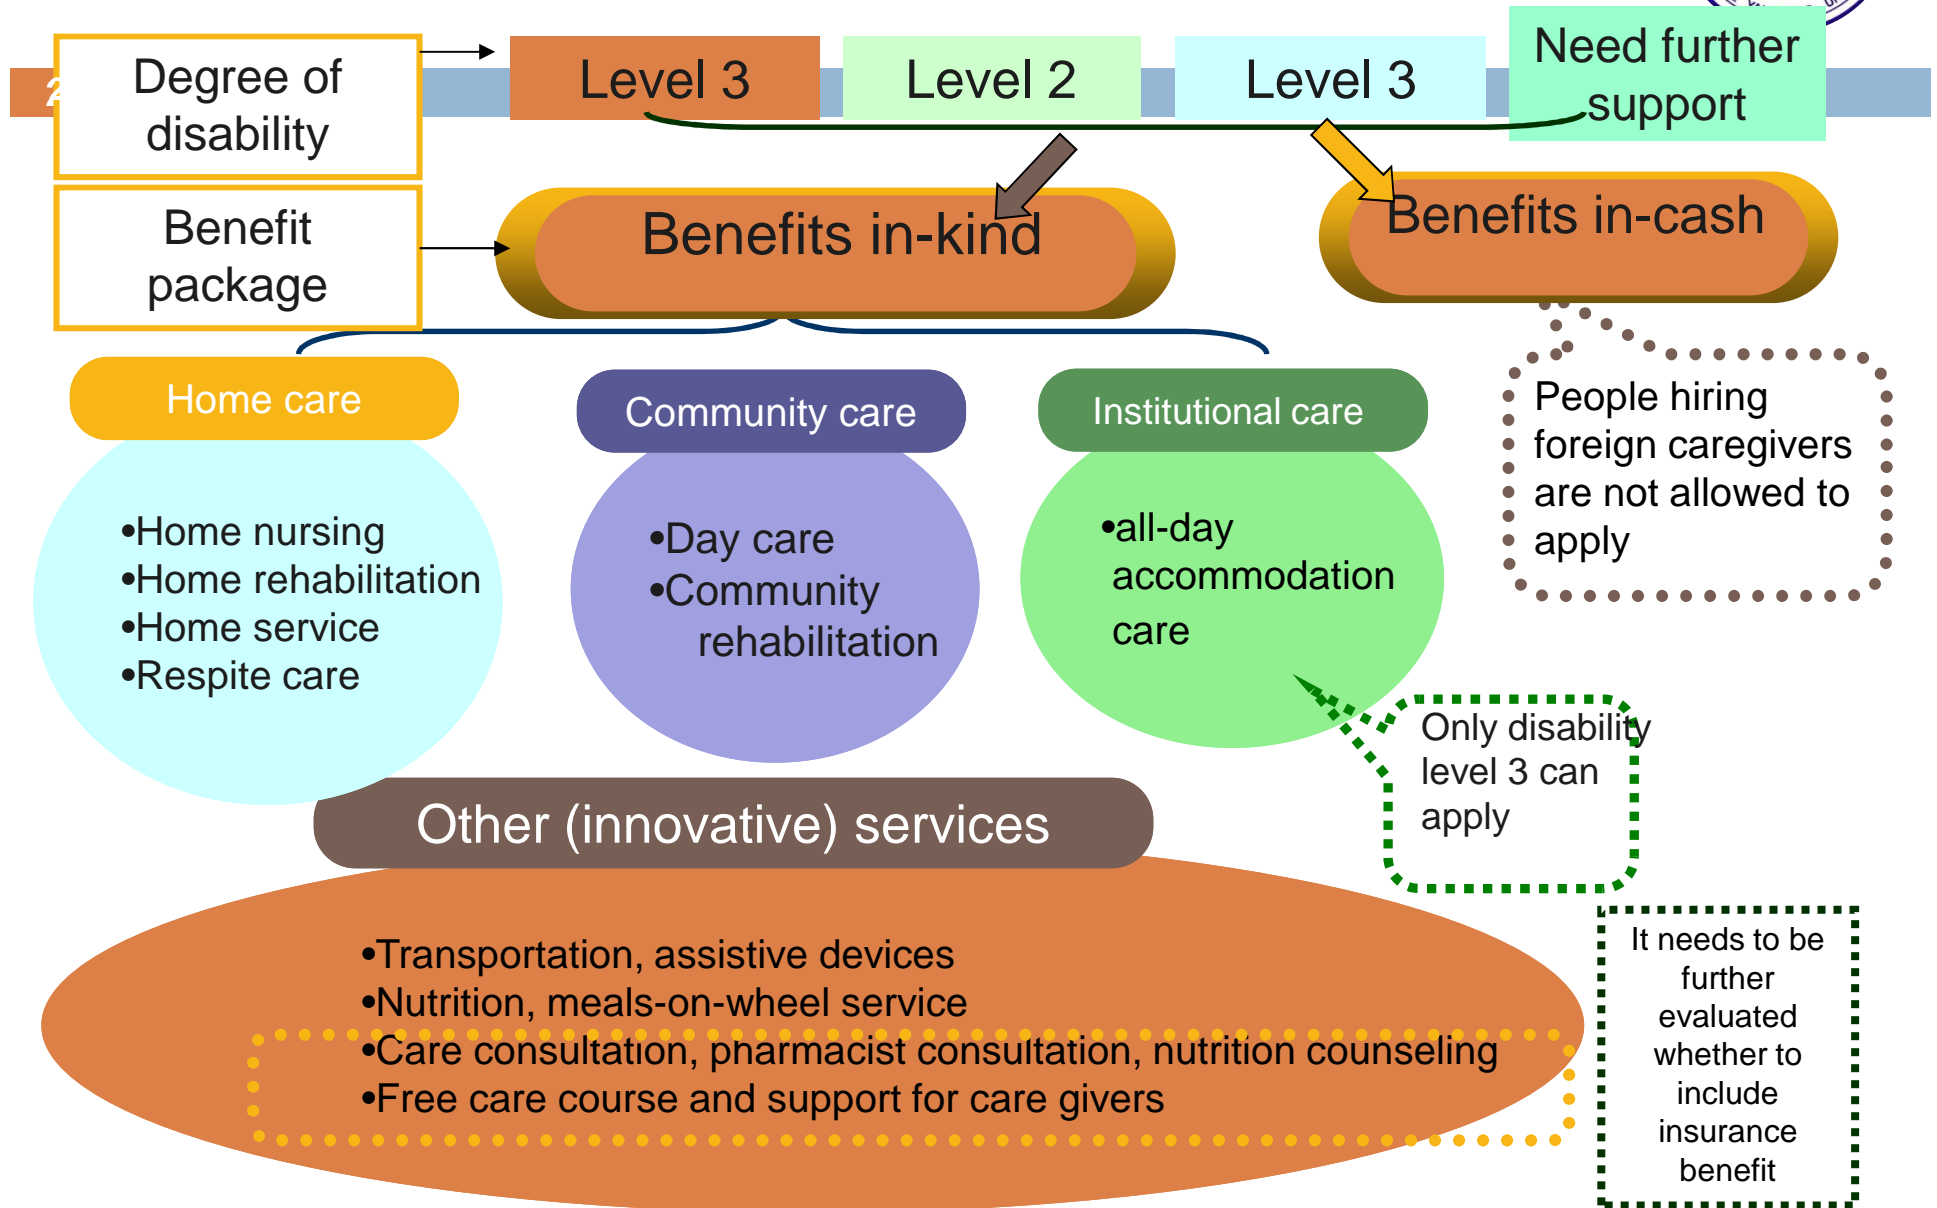 Degree of
disability
Level 3
Level 2
Level 3
Need further
support
2
Benefit
package
Benefits in-kind
Benefits in-cash
Home care
Community care
Institutional care
People hiring
foreign caregivers
are not allowed to
apply
•Home nursing
•Home rehabilitation
•Home service
•Respite care
•Day care
•Community
rehabilitation
•all-day
accommodation
care
Only disability
level 3 can
apply
Other (innovative) services
•Transportation, assistive devices
•Nutrition, meals-on-wheel service
•Care consultation, pharmacist consultation, nutrition counseling
•Free care course and support for care givers
It needs to be
further
evaluated
whether to
include
insurance
benefit